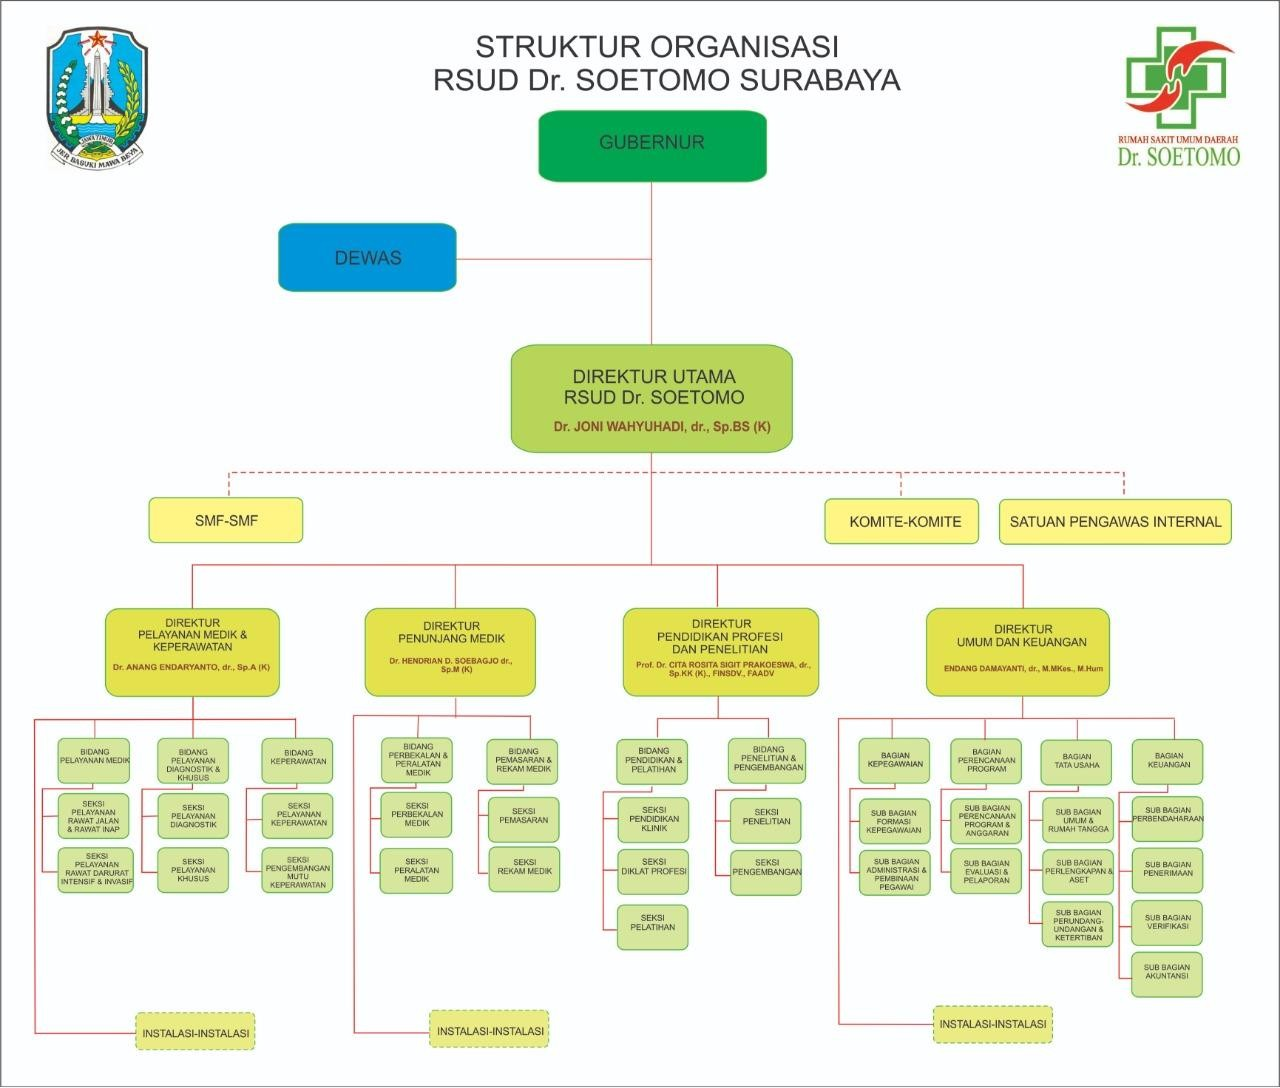 STRUKTUR ORGANISASI
RSUD Dr. SOETOMO SURABAYA
JAWA TIMUR
JER BASUKI MAWA BEYA
RUMAH SAKIT UMUM DAERAH
Dr. SOETOMO
GUBERNUR
DEWAS
DIREKTUR UTAMA
RSUD Dr. SOETOMO
Dr. JONI WAHYUHADI, dr., Sp.BS (K)
SMF-SMF
KOMITE-KOMITE
SATUAN PENGAWAS INTERNAL
DIREKTUR
PELAYANAN MEDIK &
KEPERAWATAN
Dr. ANANG ENDARYANTO, dr., Sp.A (K)
DIREKTUR
PENUNJANG MEDIK
Dr. HENDRIAN D. SOEBAGJO dr.,
Sp.M (K)
DIREKTUR
PENDIDIKAN PROFESI
DAN PENELITIAN
Prof. Dr. CITA ROSITA SIGIT PRAKOESWA, dr.,
Sp.KK (K)., FINSDV., FAADV
DIREKTUR
UMUM DAN KEUANGAN
ENDANG DAMAYANTI, dr., M.MKes., M.Hum
BIDANG
PELAYANAN MEDIK
SEKSI
PELAYANAN
RAWAT JALAN
& RAWAT INAP
SEKSI
PELAYANAN
RAWAT DARURAT
INTENSIF & INVASIF
BIDANG
PELAYANAN
DIAGNOSTIK &
KHUSUS
SEKSI
PELAYANAN
DIAGNOSTIK
SEKSI
PELAYANAN
KHUSUS
BIDANG
KEPERAWATAN
SEKSI
PELAYANAN
KEPERAWATAN
SEKSI
PENGEMBANGAN
MUTU
KEPERAWATAN
INSTALASI-INSTALASI
BIDANG
PERBEKALAN &
PERALATAN
MEDIK
SEKSI
PERBEKALAN
MEDIK
SEKSI
PERALATAN
MEDIK
BIDANG
PEMASARAN &
REKAM MEDIK
SEKSI
PEMASARAN
SEKSI
REKAM MEDIK
INSTALASI-INSTALASI
BIDANG
PENDIDIKAN &
PELATIHAN
SEKSI
PENDIDIKAN
KLINIK
SEKSI
DIKLAT PROFESI
SEKSI
PELATIHAN
BIDANG
PENELITIAN &
PENGEMBANGAN
SEKSI
PENELITIAN
SEKSI
PENGEMBANGAN
BAGIAN
KEPEGAWAIAN
SUB BAGIAN
FORMASI
KEPEGAWAIAN
SUB BAGIAN
ADMINISTRASI &
PEMBINAAN
PEGAWAI
BAGIAN
PERENCANAAN
PROGRAM
SUB BAGIAN
PERENCANAAN
PROGRAM &
ANGGARAN
SUB BAGIAN
EVALUASI &
PELAPORAN
BAGIAN
TATA USAHA
SUB BAGIAN
UMUM &
RUMAH TANGGA
SUB BAGIAN
PERLENGKAPAN &
ASET
SUB BAGIAN
PERUNDANG-
UNDANGAN &
KETERTIBAN
BAGIAN
KEUANGAN
SUB BAGIAN
PERBENDAHARAAN
SUB BAGIAN
PENERIMAAN
SUB BAGIAN
VERIFIKASI
SUB BAGIAN
AKUNTANSI
INSTALASI-INSTALASI